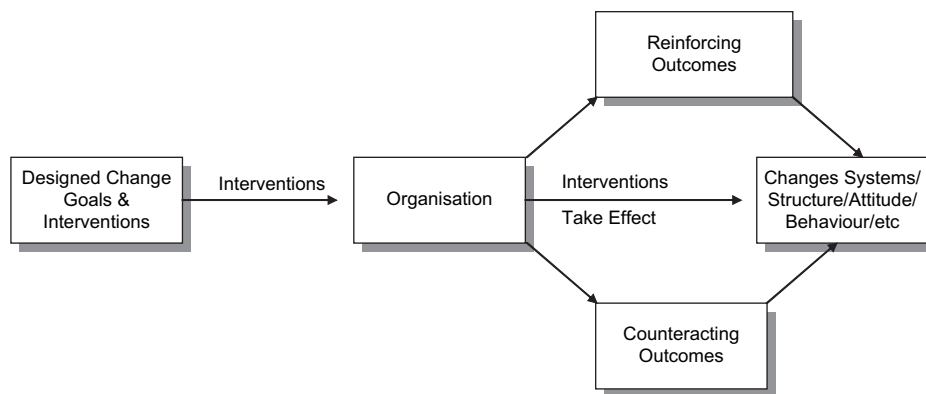 Reinforcing
Outcomes
Designed Change
Goals &
Interventions
Interventions
Organisation
Interventions
Take Effect
Changes Systems/
Structure/Attitude/
Behaviour/etc
Counteracting
Outcomes